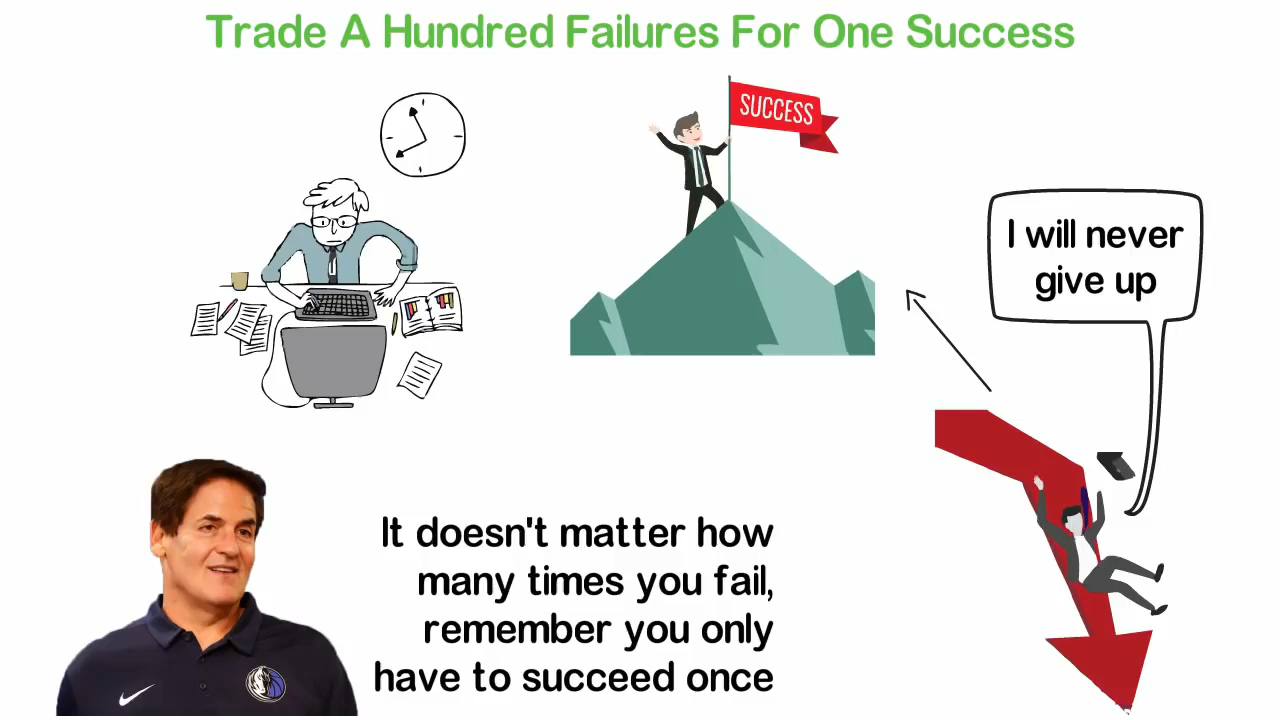 Trade A Hundred Failures For One Success
SUCCESS
I will never
give up
It doesn't matter how
many times you fail,
remember you only
have to succeed once